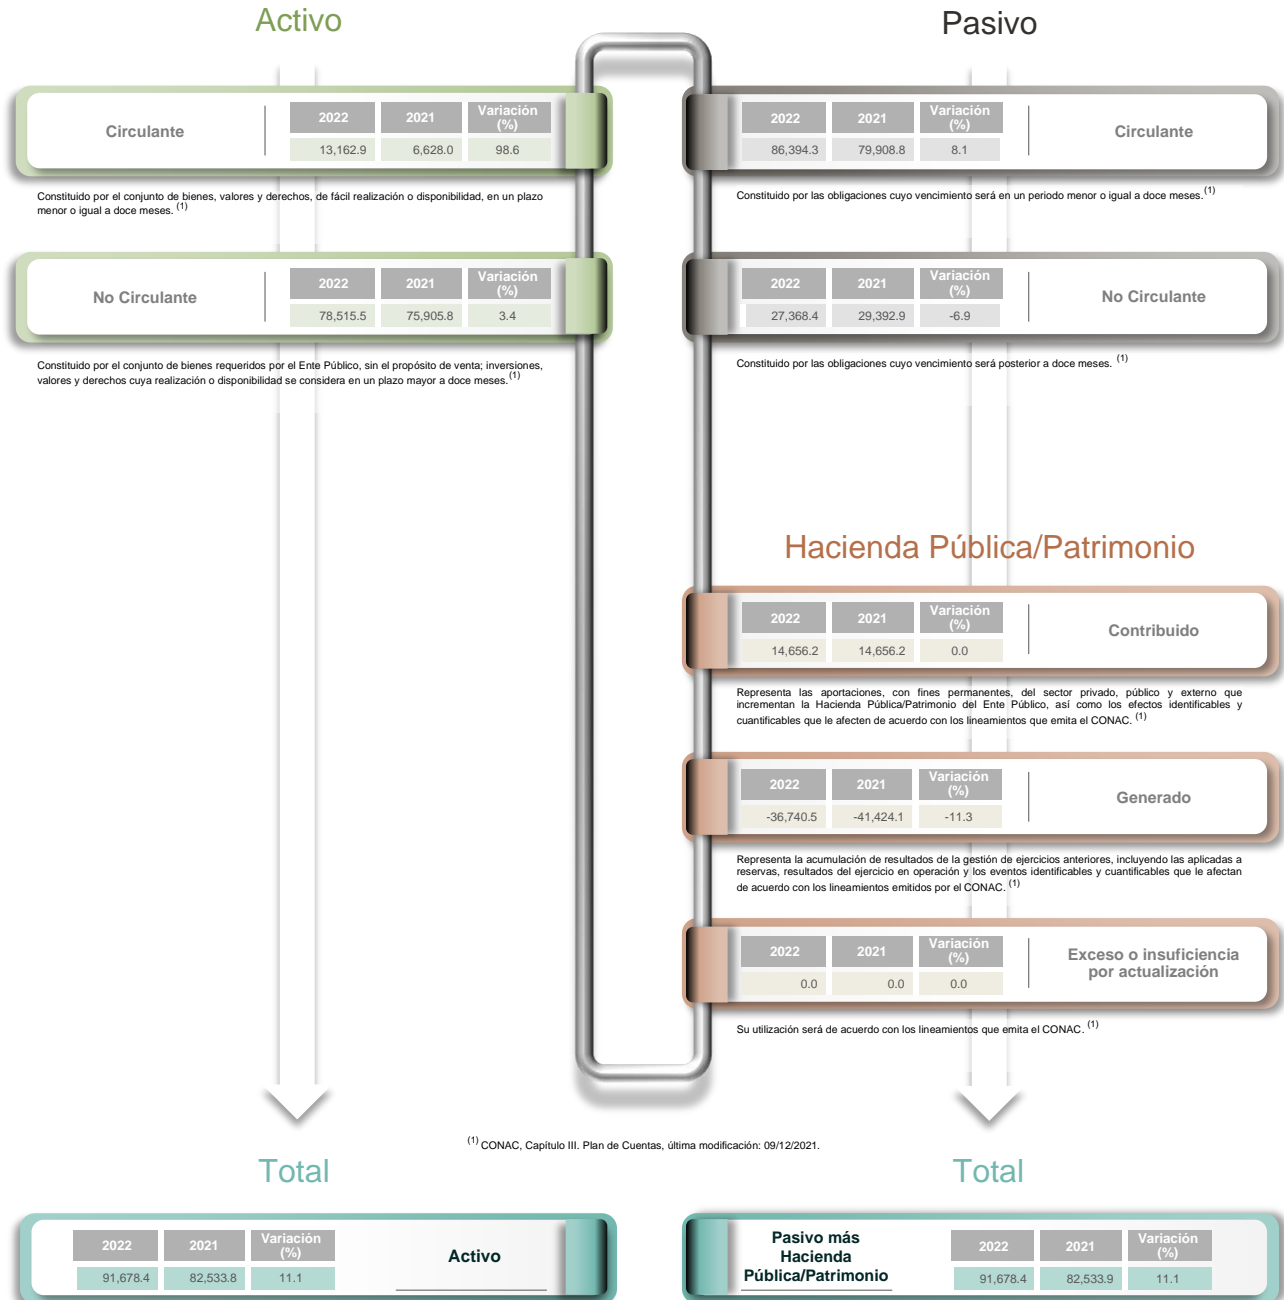 Activo
Circulante
2022 2021 Variación (%)
13,162.9 6,628.0 98.6
Constituido por el conjunto de bienes, valores y derechos, de fácil realización o disponibilidad, en un plazo
menor o igual a doce meses. (1)
No Circulante
2022 2021 Variación (%)
78,515.5 75,905.8 3.4
Constituido por el conjunto de bienes requeridos por el Ente Público, sin el propósito de venta; inversiones,
valores y derechos cuya realización o disponibilidad se considera en un plazo mayor a doce meses. (1)
Pasivo
2022 2021 Variación (%)
86,394.3 79,908.8 8.1
Circulante
Constituido por las obligaciones cuyo vencimiento será en un periodo menor o igual a doce meses. (1)
2022 2021 Variación (%)
27,368.4 29,392.9 -6.9
No Circulante
Constituido por las obligaciones cuyo vencimiento será posterior a doce meses. (1)
Hacienda Pública/Patrimonio
2022 2021 Variación (%)
14,656.2 14,656.2 0.0
Contribuido
Representa las aportaciones, con fines permanentes, del sector privado, público y externo que
incrementan la Hacienda Pública/Patrimonio del Ente Público, así como los efectos identificables y
cuantificables que le afecten de acuerdo con los lineamientos que emita el CONAC. (1)
2022 2021 Variación (%)
-36,740.5 -41,424.1 -11.3
Generado
Representa la acumulación de resultados de la gestión de ejercicios anteriores, incluyendo las aplicadas a
reservas, resultados del ejercicio en operación y los eventos identificables y cuantificables que le afectan
de acuerdo con los lineamientos emitidos por el CONAC. (1)
2022 2021 Variación (%)
0.0 0.0 0.0
Exceso o insuficiencia
por actualización
Su utilización será de acuerdo con los lineamientos que emita el CONAC. (1)
(1) CONAC, Capítulo III. Plan de Cuentas, última modificación: 09/12/2021.
Total
2022 2021 Variación (%)
91,678.4 82,533.8 11.1
Activo
Total
Pasivo más
Hacienda
Pública/Patrimonio
2022 2021 Variación (%)
91,678.4 82,533.9 11.1